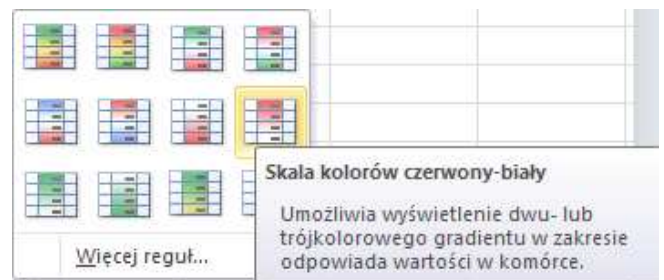 Skala kolorów czerwony-biały
Umożliwia wyświetlenie dwu- lub
trójkolorowego gradientu w zakresie
odpowiada wartości w komórce.
Więcej reguł...